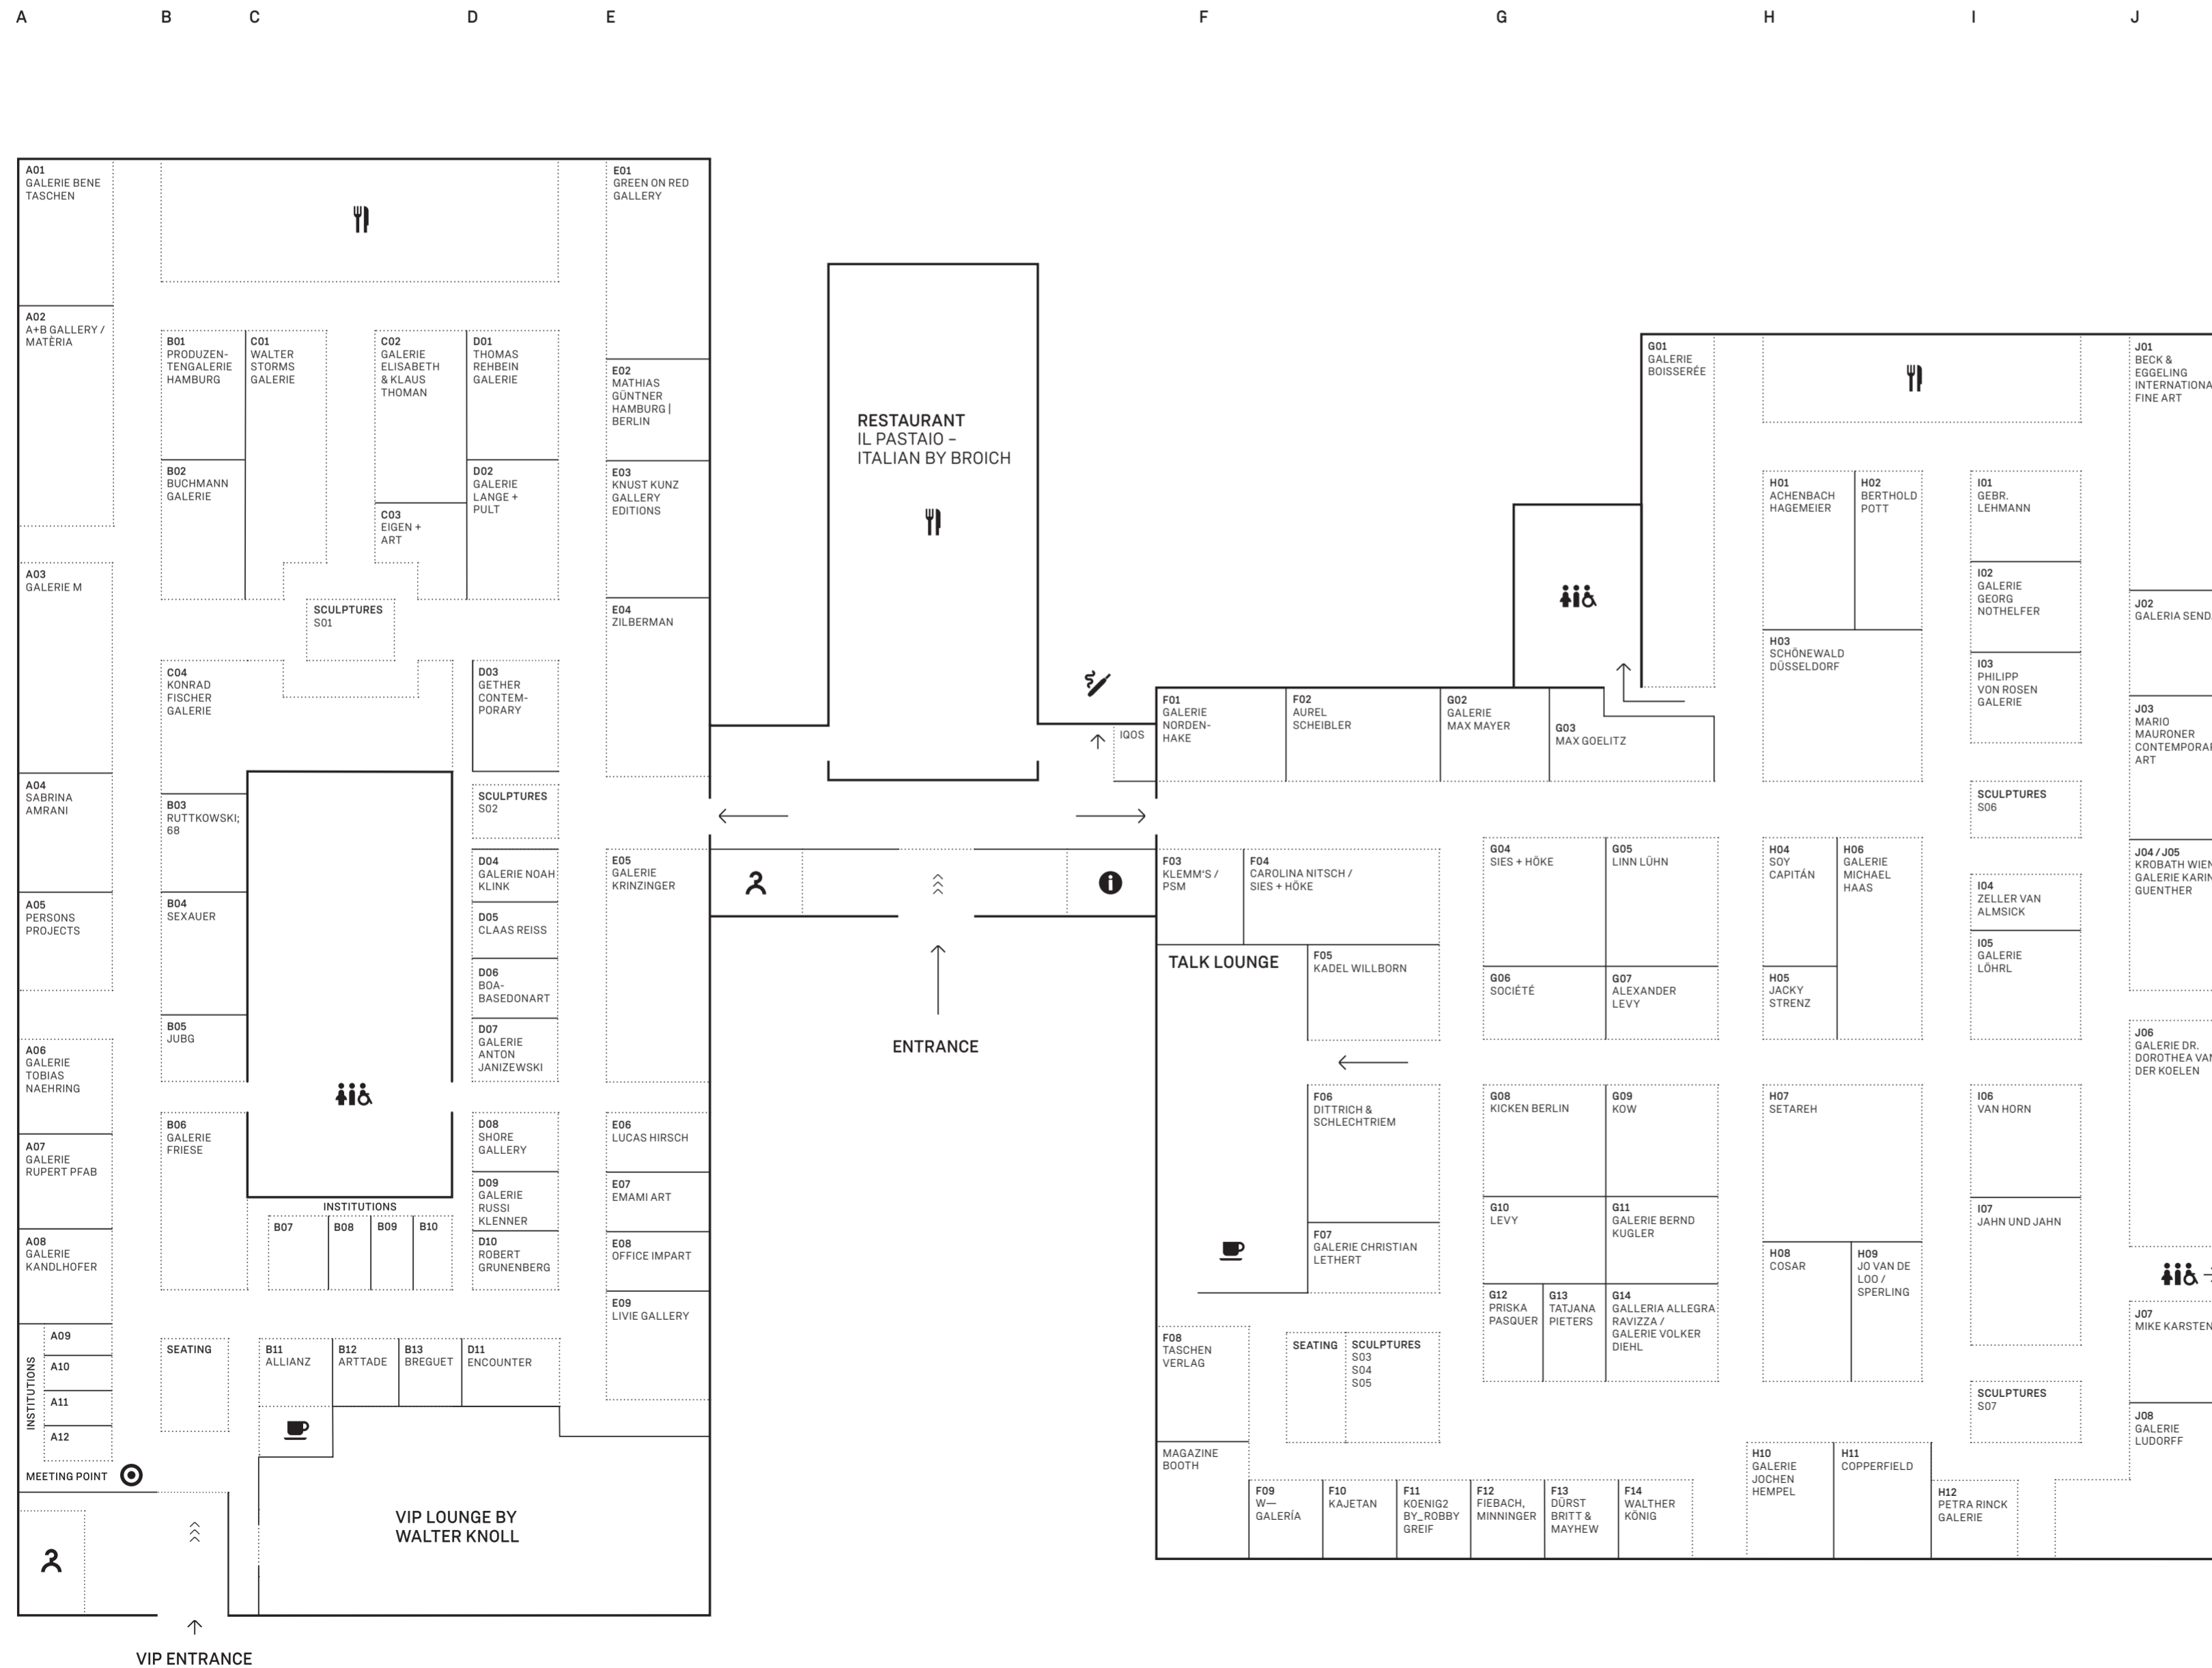 A
B
C
D
E
F
G
H
I
J
A01
GALERIE BENE
TASCHEN
A02
A+B GALLERY /
MATÈRIA
A03
GALERIE M
A04
SABRINA
AMRANI
A05
PERSONS
PROJECTS
A06
GALERIE
TOBIAS
NAEHRING
A07
GALERIE
RUPERT PFAB
A08
GALERIE
KANDLHOFER
INSTITUTIONS
A09
A10
A11
A12
MEETING POINT
VIP ENTRANCE
B01
PRODUZEN-
TENGALERIE
HAMBURG
B02
BUCHMANN
GALERIE
C01
WALTER
STORMS
GALERIE
C02
GALERIE
ELISABETH
& KLAUS
THOMAN
C03
EIGEN +
ART
D01
THOMAS
REHBEIN
GALERIE
D02
GALERIE
LANGE +
PULT
SCULPTURES
S01
C04
KONRAD
FISCHER
GALERIE
B03
RUTTKOWSKI;
68
B04
SEXAUER
B05
JUBG
B06
GALERIE
FRIESE
INSTITUTIONS
B07
B08
B09
B10
SEATING
B11
ALLIANZ
B12
ARTTADE
B13
BREGUET
D11
ENCOUNTER
VIP LOUNGE BY
WALTER KNOLL
D03
GETHER
CONTEM-
PORARY
SCULPTURES
S02
D04
GALERIE NOAH
KLINK
D05
CLAAS REISS
D06
BOA-
BASEDONART
D07
GALERIE
ANTON
JANIZEWSKI
D08
SHORE
GALLERY
D09
GALERIE
RUSSI
KLENNER
D10
ROBERT
GRUNENBERG
E01
GREEN ON RED
GALLERY
E02
MATHIAS
GÜNTNER
HAMBURG |
BERLIN
E03
KNUST KUNZ
GALLERY
EDITIONS
E04
ZILBERMAN
E05
GALERIE
KRINZINGER
E06
LUCAS HIRSCH
E07
EMAMI ART
E08
OFFICE IMPART
E09
LIVIE GALLERY
RESTAURANT
IL PASTAIO –
ITALIAN BY BROICH
IQOS
ENTRANCE
F01
GALERIE
NORDEN-
HAKE
F02
AUREL
SCHEIBLER
G02
GALERIE
MAX MAYER
G03
MAX GOELITZ
G01
GALERIE
BOISSERÉE
F03
KLEMM'S /
PSM
F04
CAROLINA NITSCH /
SIES + HÖKE
TALK LOUNGE
F05
KADEL WILLBORN
F06
DITTRICH &
SCHLECHTRIEM
F07
GALERIE CHRISTIAN
LETHERT
F08
TASCHEN
VERLAG
SEATING
SCULPTURES
S03
S04
S05
MAGAZINE
BOOTH
F09
W—
GALERÍA
F10
KAJETAN
F11
KOENIG2
BY_ROBBY
GREIF
F12
FIEBACH,
MINNINGER
F13
DÜRST
BRITT &
MAYHEW
F14
WALTHER
KÖNIG
G04
SIES + HÖKE
G05
LINN LÜHN
G06
SOCIÉTÉ
G07
ALEXANDER
LEVY
G08
KICKEN BERLIN
G09
KOW
G10
LEVY
G11
GALERIE BERND
KUGLER
G12
PRISKA
PASQUER
G13
TATJANA
PIETERS
G14
GALLERIA ALLEGRA
RAVIZZA /
GALERIE VOLKER
DIEHL
H01
ACHENBACH
HAGEMEIER
H02
BERTHOLD
POTT
H03
SCHÖNEWALD
DÜSSELDORF
H04
SOY
CAPITÁN
H05
JACKY
STRENZ
H06
GALERIE
MICHAEL
HAAS
H07
SETAREH
H08
COSAR
H09
JO VAN DE
LOO /
SPERLING
H10
GALERIE
JOCHEN
HEMPEL
H11
COPPERFIELD
H12
PETRA RINCK
GALERIE
I01
GEBR.
LEHMANN
I02
GALERIE
GEORG
NOTHELFER
I03
PHILIPP
VON ROSEN
GALERIE
SCULPTURES
S06
I04
ZELLER VAN
ALMSICK
I05
GALERIE
LÖHRL
I06
VAN HORN
I07
JAHN UND JAHN
SCULPTURES
S07
J01
BECK &
EGGELING
INTERNATIONA
FINE ART
J02
GALERIA SEND
J03
MARIO
MAURONER
CONTEMPORA
ART
J04 / J05
KROBATH WIEN
GALERIE KARIN
GUENTHER
J06
GALERIE DR.
DOROTHEA VAN
DER KOELEN
J07
MIKE KARSTEN
J08
GALERIE
LUDORFF